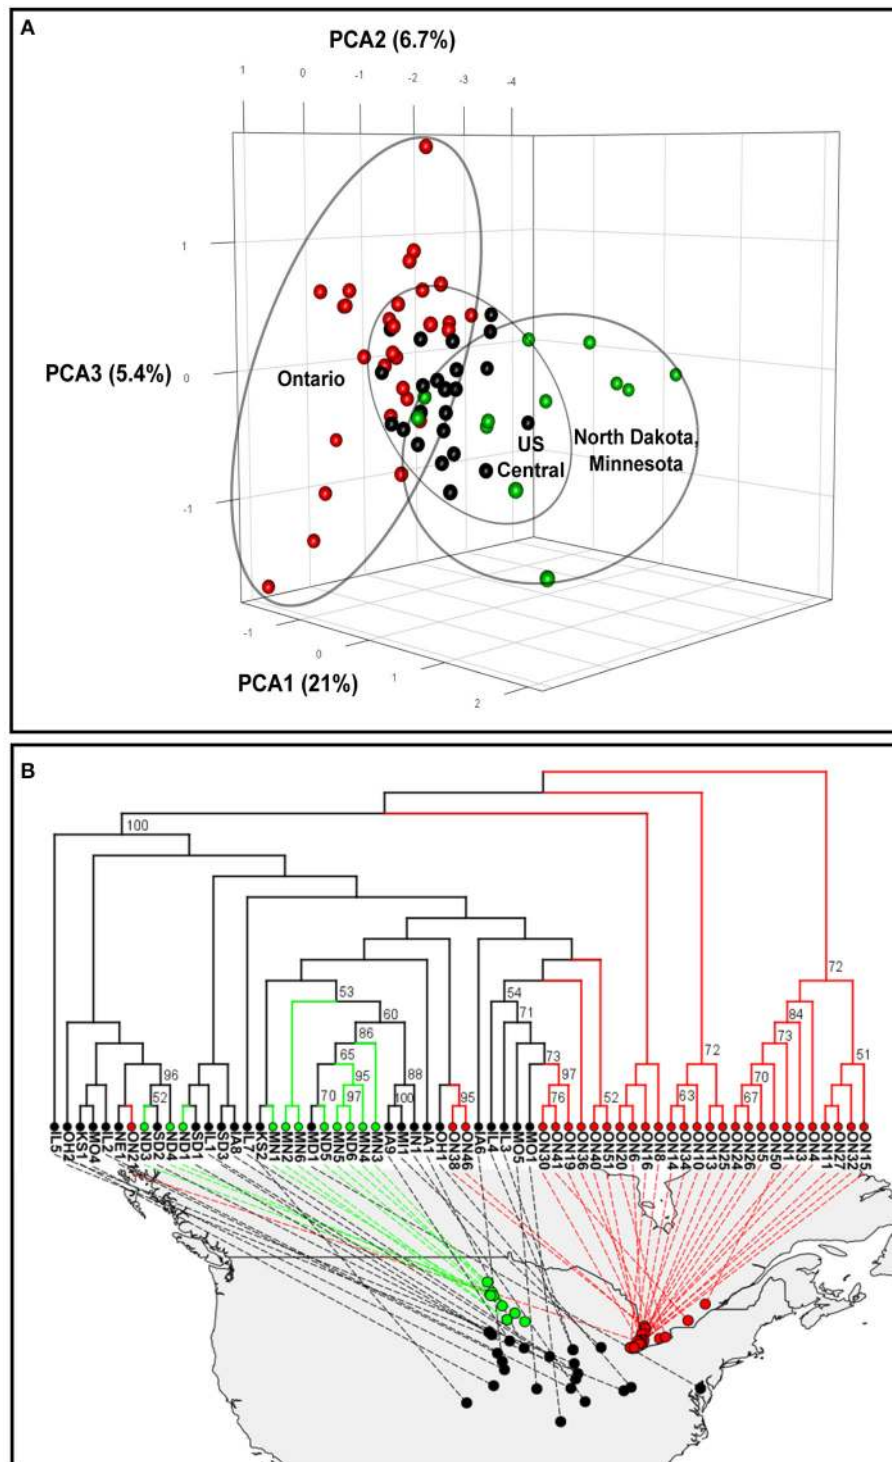 A
PCA2 (6.7%)
1 0 -1 -2 -3 -4
1
PCA3 (5.4%)
0
Ontario
US
Central
North Dakota,
Minnesota
-1
-1
0
1
2
PCA1 (21%)
B
100
72
53
54
60
71
84
86
73
65
88
73
72
51
96
95
97
70
52
70
97
100
95
76
52
63
67
IL5
OH2
KS1
MO4
IL2
NE1
ON21
ND3
SD2
ND4
ND1
SD1
IL1
SD3
IA8
IL7
KS2
MN1
MN2
MN6
MD1
ND5
MN5
ND6
MN4
MN3
IA9
MI1
IN1
IA1
OH1
ON38
ON46
IA6
IL4
IL3
MO5
MO1
ON30
ON41
ON19
ON36
ON40
ON51
ON20
ON6
ON16
ON8
ON14
ON34
ON10
ON13
ON25
ON24
ON26
ON5
ON50
ON1
ON3
ON4
ON11
ON27
ON32
ON15